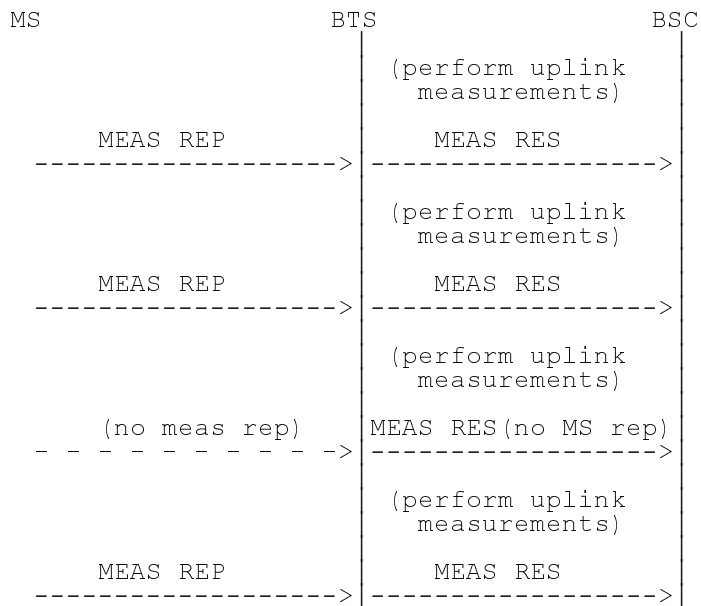 MS BTS BSC
(perform uplink
measurements)
MEAS REP MEAS RES
------------------->|------------------>
(perform uplink
measurements)
MEAS REP MEAS RES
------------------->|------------------>
(perform uplink
measurements)
(no meas rep) MEAS RES(no MS rep)
- - - - - - - - - ->|------------------>
(perform uplink
measurements)
MEAS REP MEAS RES
------------------->|------------------>